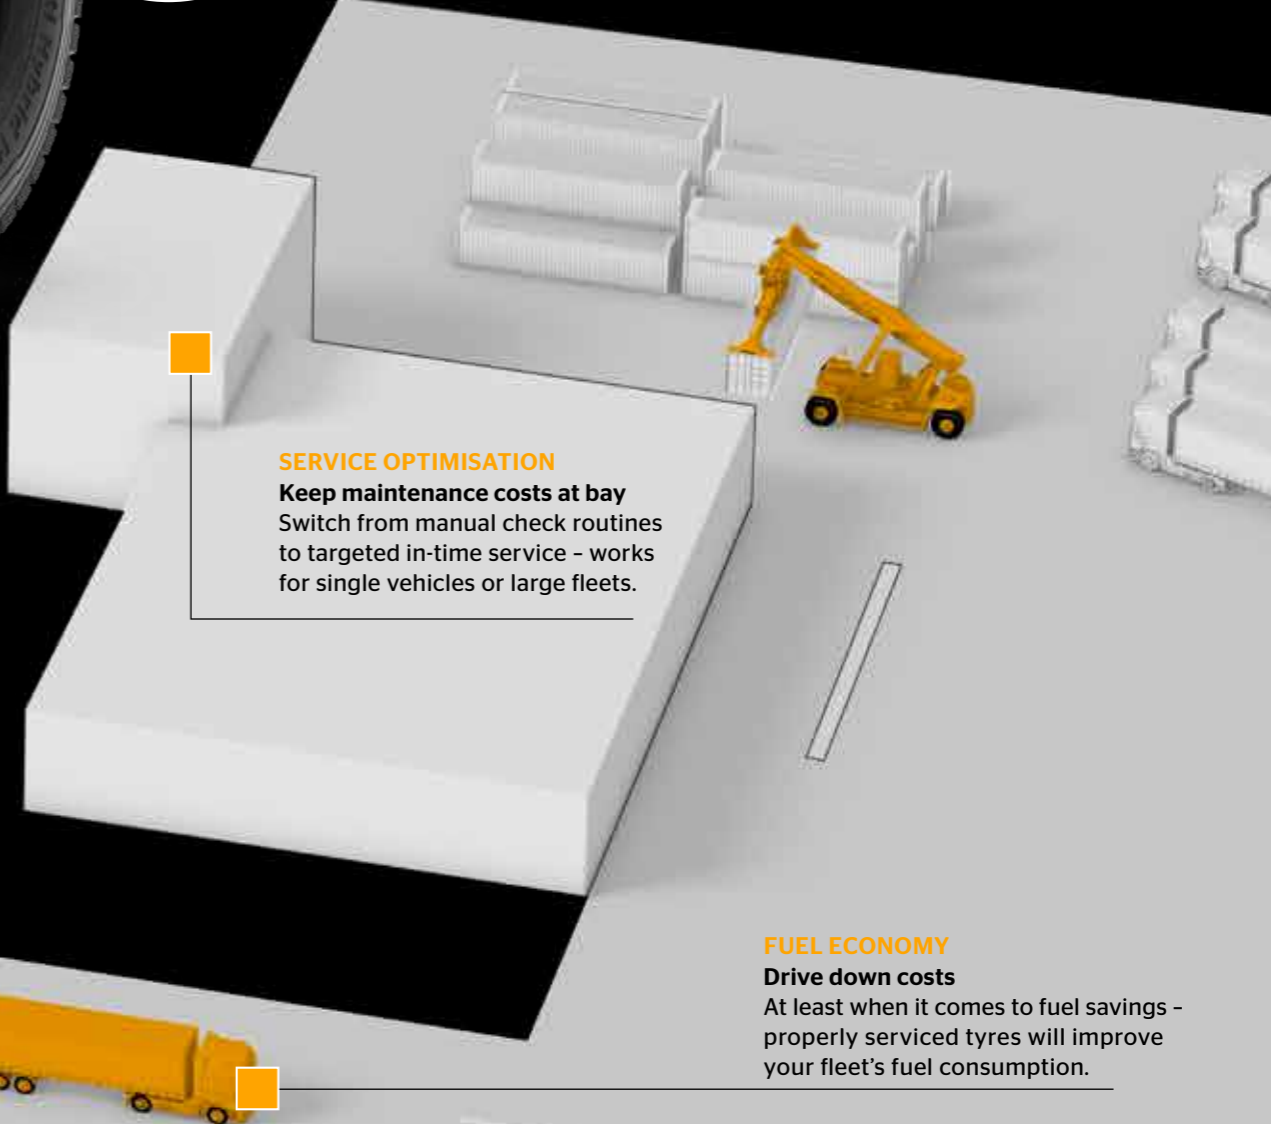 Hybrid
SERVICE OPTIMISATION
Keep maintenance costs at bay
Switch from manual check routines
to targeted in-time service – works
for single vehicles or large fleets.
FUEL ECONOMY
Drive down costs
At least when it comes to fuel savings –
properly serviced tyres will improve
your fleet's fuel consumption.